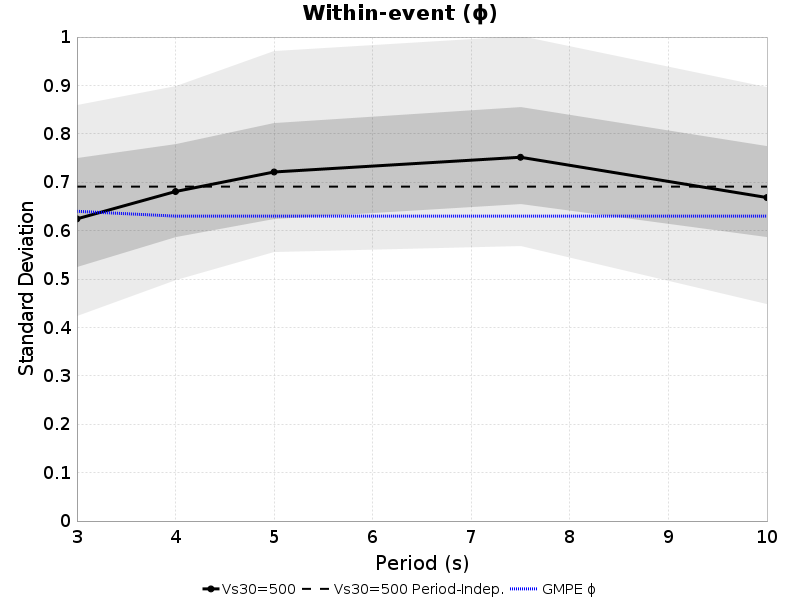 Within-event (ϕ)
Standard Deviation
1
0.9
0.8
0.7
0.6
0.5
0.4
0.3
0.2
0.1
0
3 4 5 6 7 8 9 10
Period (s)
Vs30=500 Vs30=500 Period-Indep. GMPE ϕ